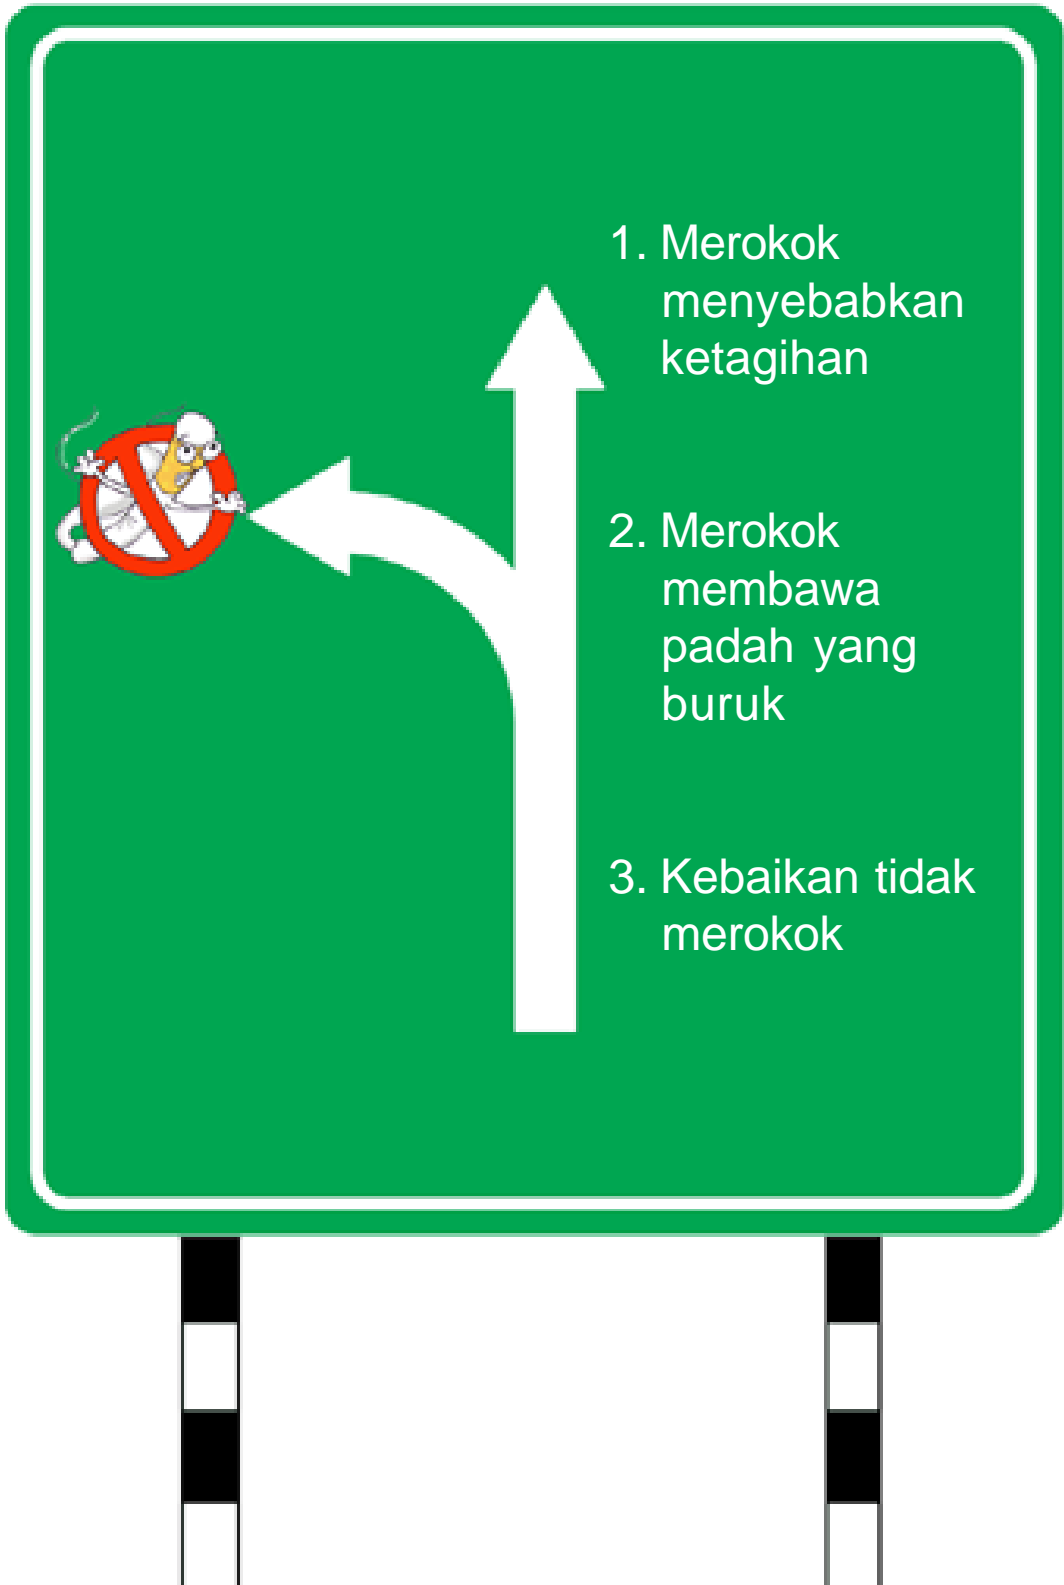 1. Merokok
menyebabkan
ketagihan
2. Merokok
membawa
padah yang
buruk
3. Kebaikan tidak
merokok